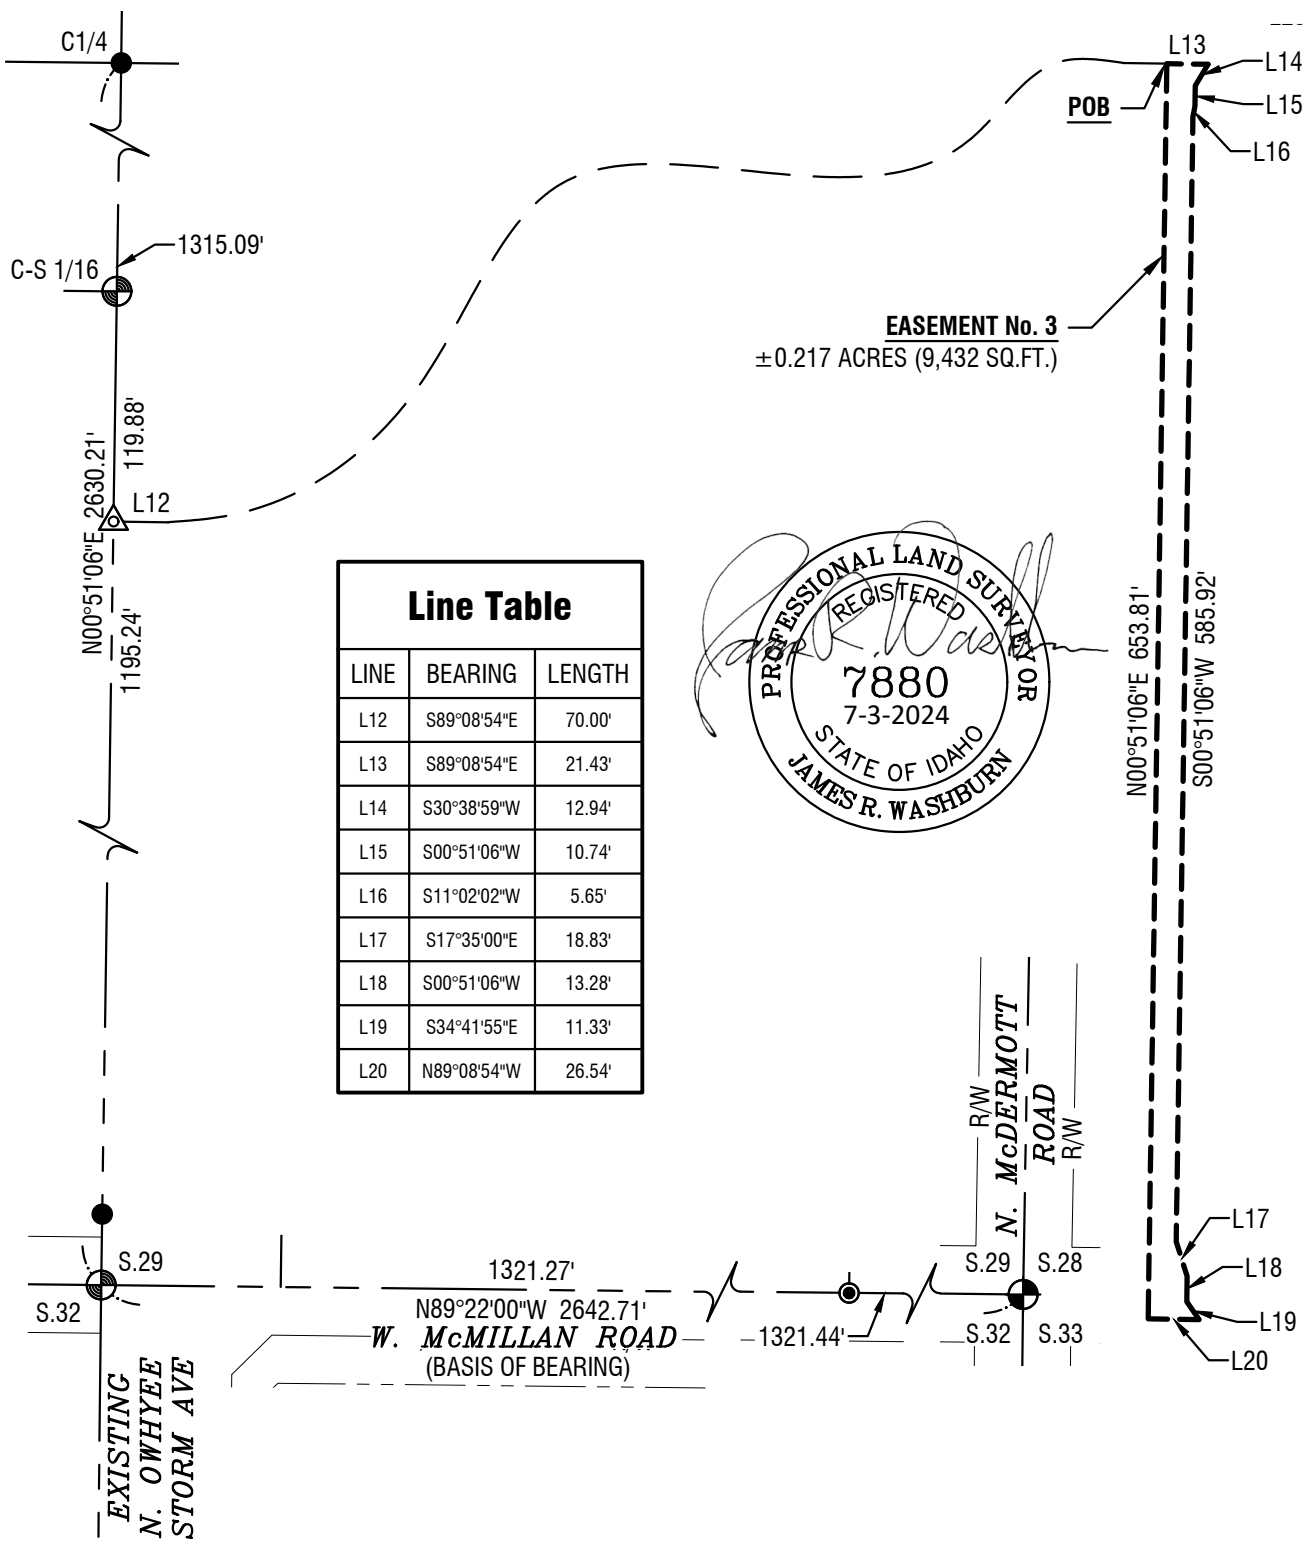 C1/4
L13
L14
POB
L15
L16
1315.09'
C-S 1/16
EASEMENT No. 3
±0.217 ACRES (9,432 SQ.FT.)
119.88'
N00°51'06"E 2630.21'
L12
1195.24'
Line Table
LINE BEARING LENGTH
L12 S89°08'54"E 70.00'
L13 S89°08'54"E 21.43'
L14 S30°38'59"W 12.94'
L15 S00°51'06"W 10.74'
L16 S11°02'02"W 5.65'
L17 S17°35'00"E 18.83'
L18 S00°51'06"W 13.28'
L19 S34°41'55"E 11.33'
L20 N89°08'54"W 26.54'
PROFESSIONAL LAND SURVEYOR
REGISTERED
7880
7-3-2024
STATE OF IDAHO
JAMES R. WASHBURN
N00°51'06"E 653.81'
S00°51'06"W 585.92'
R/W
N. McDERMOTT
ROAD
R/W
L17
L18
L19
L20
S.29
S.32
1321.27'
N89°22'00"W 2642.71'
W. McMILLAN ROAD
(BASIS OF BEARING)
1321.44'
S.29 S.28
S.32 S.33
EXISTING
N. OWHYEE
STORM AVE